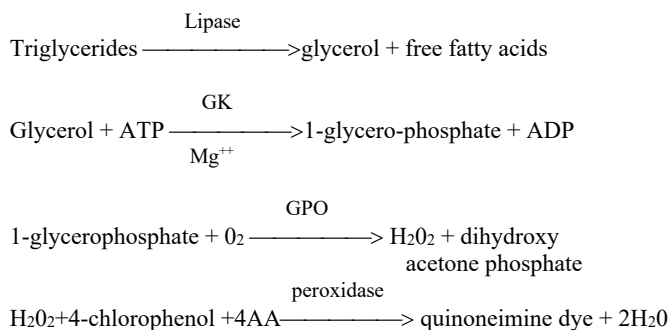 Lipase
Triglycerides ————————>glycerol + free fatty acids
GK
Glycerol + ATP ————————>1-glycero-phosphate + ADP
Mg⁺⁺
GPO
1-glycerophosphate + 0₂ ————————> H₂0₂ + dihydroxy
acetone phosphate
peroxidase
H₂0₂+4-chlorophenol +4AA————————> quinoneimine dye + 2H₂0